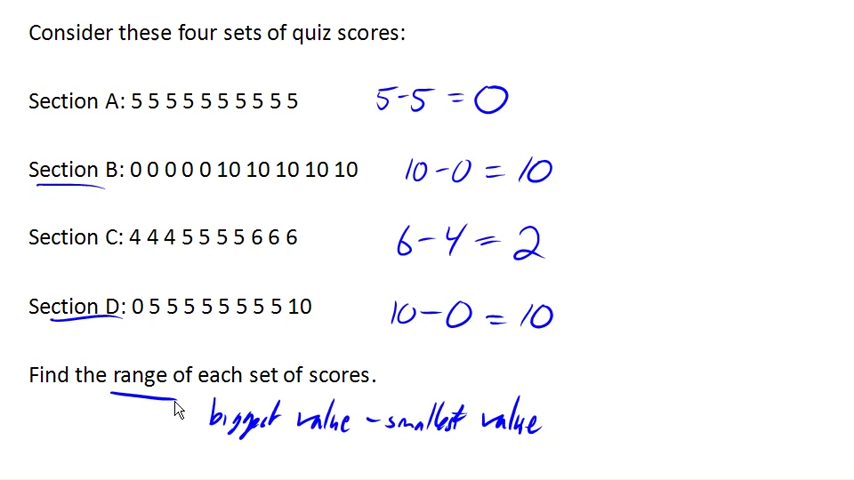 Consider these four sets of quiz scores:
Section A: 5 5 5 5 5 5 5 5 5 5 5-5 = 0
Section B: 0 0 0 0 0 10 10 10 10 10 10-0 = 10
Section C: 4 4 4 5 5 5 5 6 6 6 6-4 = 2
Section D: 0 5 5 5 5 5 5 5 5 10 10-0 = 10
Find the range of each set of scores.
biggest value - smallest value